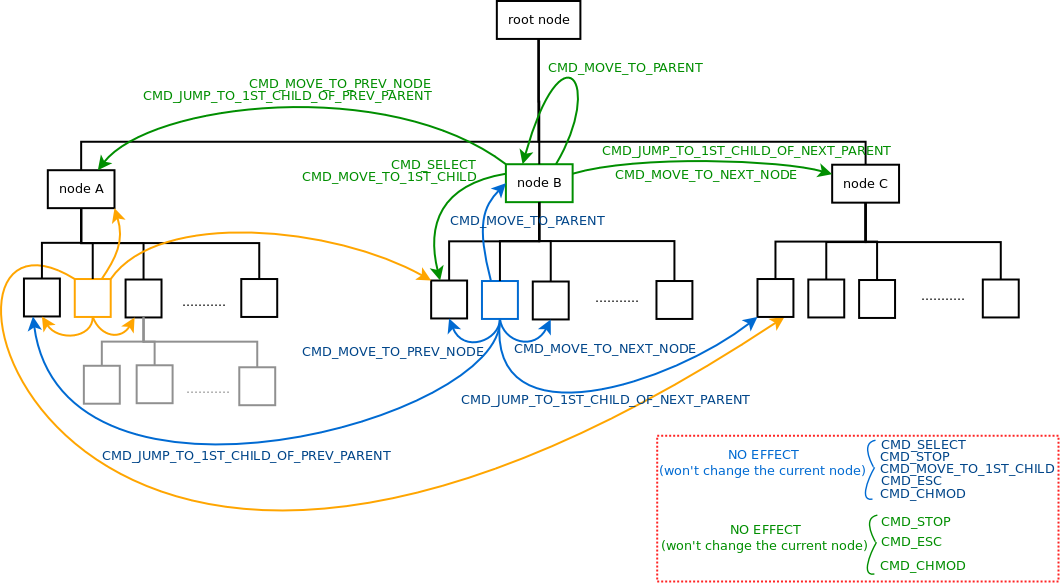 root node
CMD_MOVE_TO_PARENT
CMD_MOVE_TO_PREV_NODE
CMD_JUMP_TO_1ST_CHILD_OF_PREV_PARENT
CMD_JUMP_TO_1ST_CHILD_OF_NEXT_PARENT
CMD_SELECT
CMD_MOVE_TO_1ST_CHILD
CMD_MOVE_TO_NEXT_NODE
node A
node B
node C
CMD_MOVE_TO_PARENT
...........
...........
...........
CMD_MOVE_TO_PREV_NODE
CMD_MOVE_TO_NEXT_NODE
...........
CMD_JUMP_TO_1ST_CHILD_OF_NEXT_PARENT
CMD_JUMP_TO_1ST_CHILD_OF_PREV_PARENT
NO EFFECT
(won't change the current node)
CMD_SELECT
CMD_STOP
CMD_MOVE_TO_1ST_CHILD
CMD_ESC
CMD_CHMOD
NO EFFECT
(won't change the current node)
CMD_STOP
CMD_ESC
CMD_CHMOD